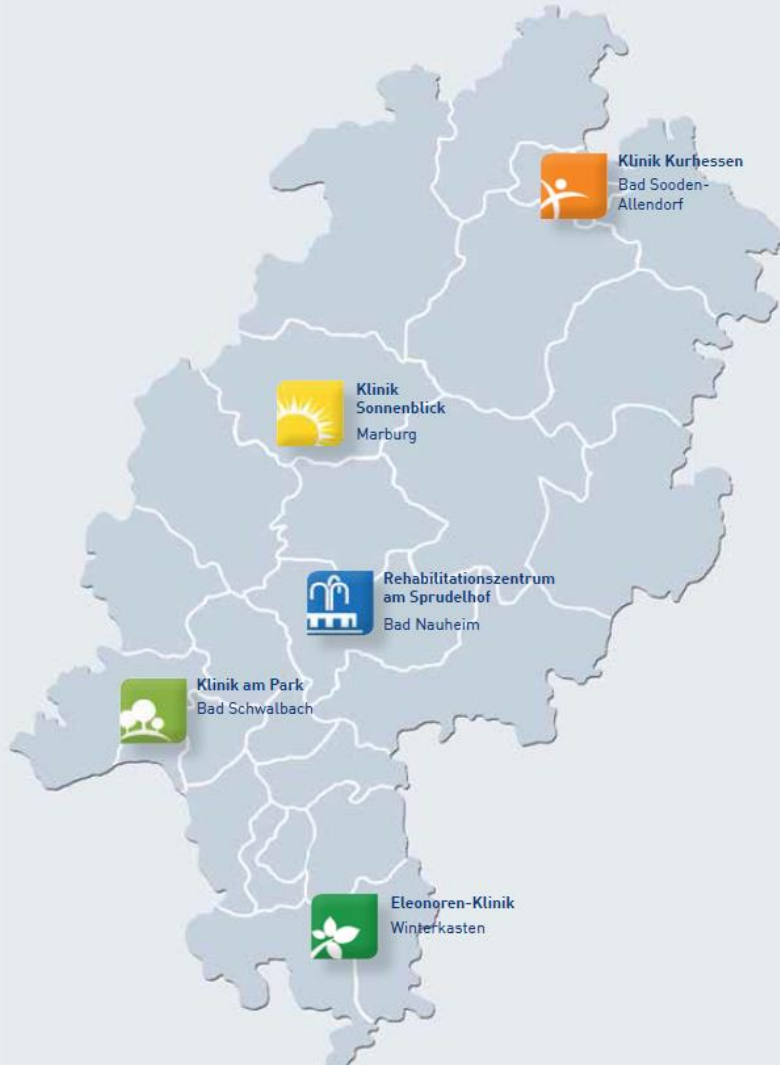 Klinik Kurhessen
Bad Sooden-
Allendorf
Klinik
Sonnenblick
Marburg
Rehabilitationszentrum
am Sprudelhof
Bad Nauheim
Klinik am Park
Bad Schwalbach
Eleonoren-Klinik
Winterkasten